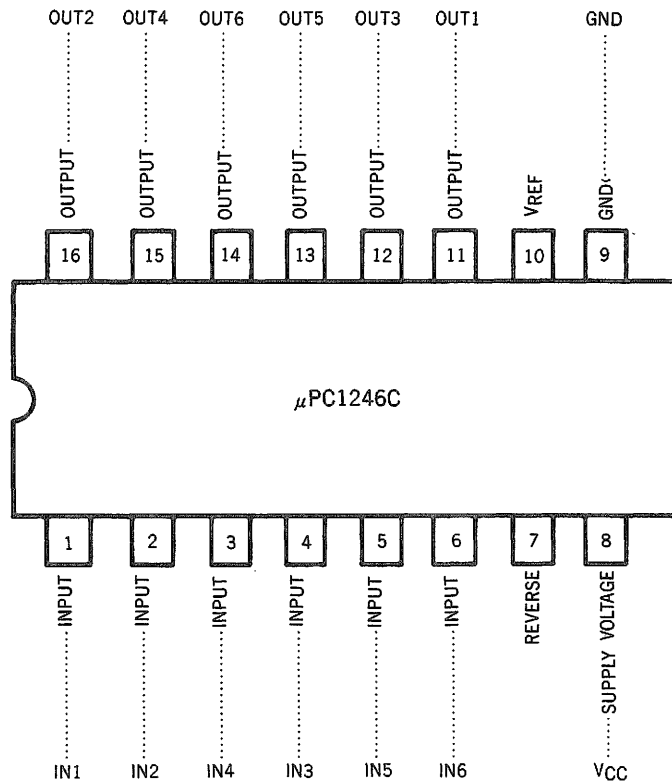 OUT2 OUT4 OUT6 OUT5 OUT3 OUT1 GND
OUTPUT OUTPUT OUTPUT OUTPUT OUTPUT OUTPUT VREF GND
16 15 14 13 12 11 10 9
μPC1246C
1 2 3 4 5 6 7 8
INPUT INPUT INPUT INPUT INPUT INPUT REVERSE SUPPLY VOLTAGE
IN1 IN2 IN4 IN3 IN5 IN6 VCC